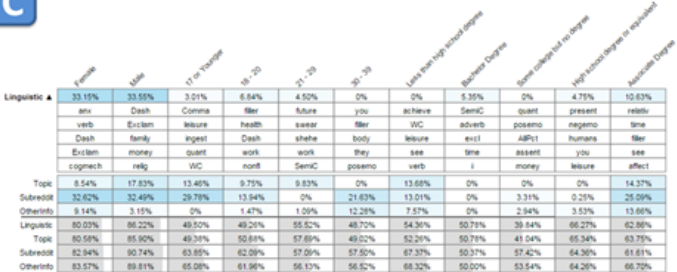 C
Female Male 17 or Younger 18 - 20 21 - 29 30 - 39 Less than high school degree Bachelors Degree Some college but no degree High school degree or equivalent Associate Degree
Linguistic ▲ 33.15% 33.55% 3.01% 6.84% 4.50% 0% 0% 5.35% 0% 4.75% 10.63%
anx Dash Comma filler future you achieve SemiC quant present relativ
verb Exclam leisure health swear filler WC adverb posemo negemo time
Dash family ingest Dash shehe body leisure excl AllPct humans filler
Exclam money quant work work they see time assent you see
cogmech relig WC nonfl SemiC posemo verb i money leisure affect
Topic 8.54% 17.83% 13.46% 9.75% 9.83% 0% 13.68% 0% 0% 0% 14.37%
Subreddit 32.62% 32.49% 29.78% 13.94% 0% 21.63% 13.01% 0% 3.31% 0.25% 25.09%
OtherInfo 9.14% 3.15% 0% 1.47% 1.09% 12.28% 7.57% 0% 2.94% 3.53% 13.66%
Linguistic 80.03% 86.22% 49.50% 49.26% 55.52% 48.70% 54.36% 50.78% 39.84% 66.27% 62.86%
Topic 80.58% 85.90% 49.38% 50.68% 57.69% 49.02% 52.26% 50.78% 41.04% 65.34% 63.75%
Subreddit 82.94% 90.74% 63.85% 62.09% 57.09% 57.50% 67.37% 50.37% 57.42% 64.36% 61.61%
OtherInfo 83.57% 89.81% 65.08% 61.96% 56.13% 56.52% 68.32% 50.00% 53.54% 64.26% 66.70%